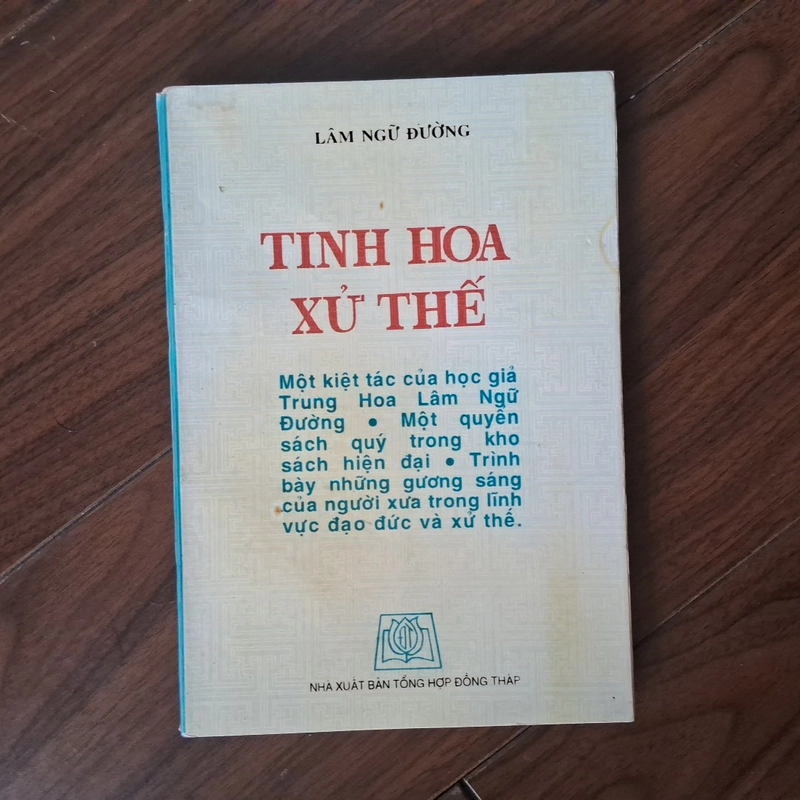 LÂM NGỮ ĐƯỜNG
TINH HOA
XỬ THẾ
Một kiệt tác của học giả
Trung Hoa Lâm Ngữ
Đường • Một quyển
sách quý trong kho
sách hiện đại • Trình
bày những gương sáng
của người xưa trong lĩnh
vực đạo đức và xử thế.
NHÀ XUẤT BẢN TỔNG HỢP ĐỒNG THÁP